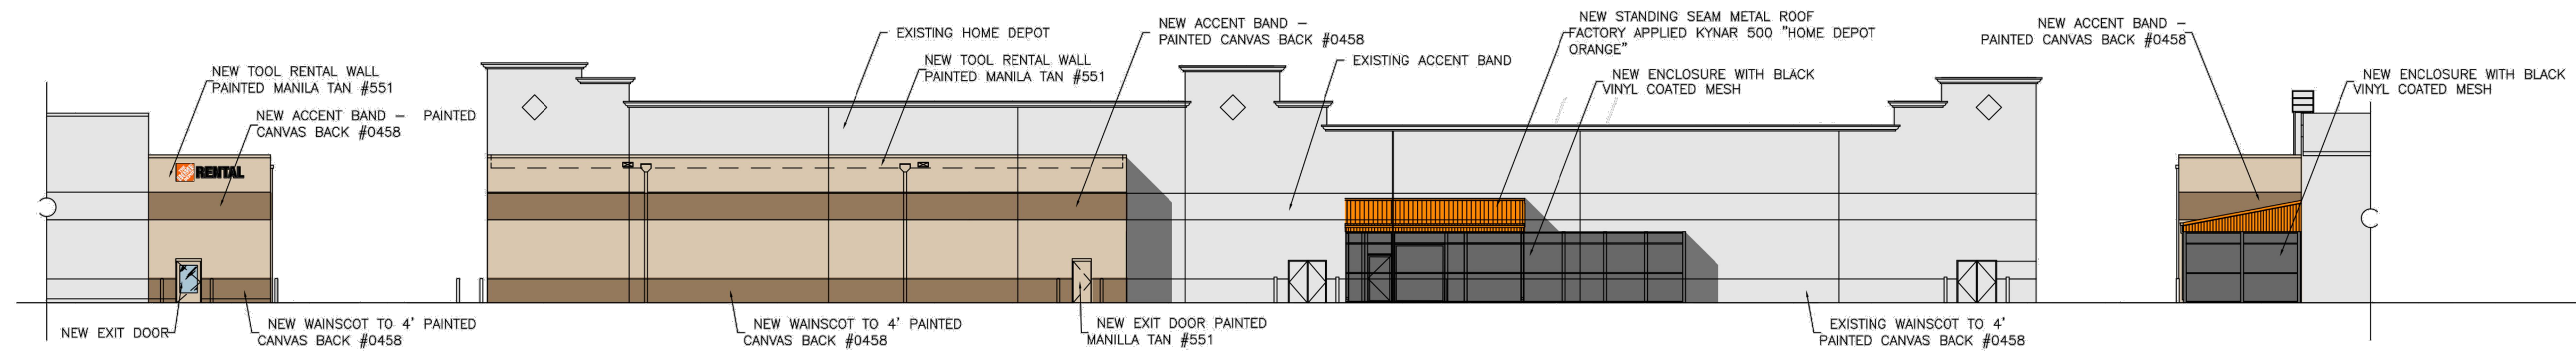 NEW TOOL RENTAL WALL
PAINTED MANILA TAN #551
NEW ACCENT BAND – PAINTED
CANVAS BACK #0458
RENTAL
NEW EXIT DOOR
NEW WAINSCOT TO 4' PAINTED
CANVAS BACK #0458
EXISTING HOME DEPOT
NEW TOOL RENTAL WALL
PAINTED MANILA TAN #551
NEW ACCENT BAND –
PAINTED CANVAS BACK #0458
EXISTING ACCENT BAND
NEW WAINSCOT TO 4' PAINTED
CANVAS BACK #0458
NEW EXIT DOOR PAINTED
MANILLA TAN #551
NEW STANDING SEAM METAL ROOF
FACTORY APPLIED KYNAR 500 "HOME DEPOT
ORANGE"
NEW ENCLOSURE WITH BLACK
VINYL COATED MESH
EXISTING WAINSCOT TO 4'
PAINTED CANVAS BACK #0458
NEW ACCENT BAND –
PAINTED CANVAS BACK #0458
NEW ENCLOSURE WITH BLACK
VINYL COATED MESH